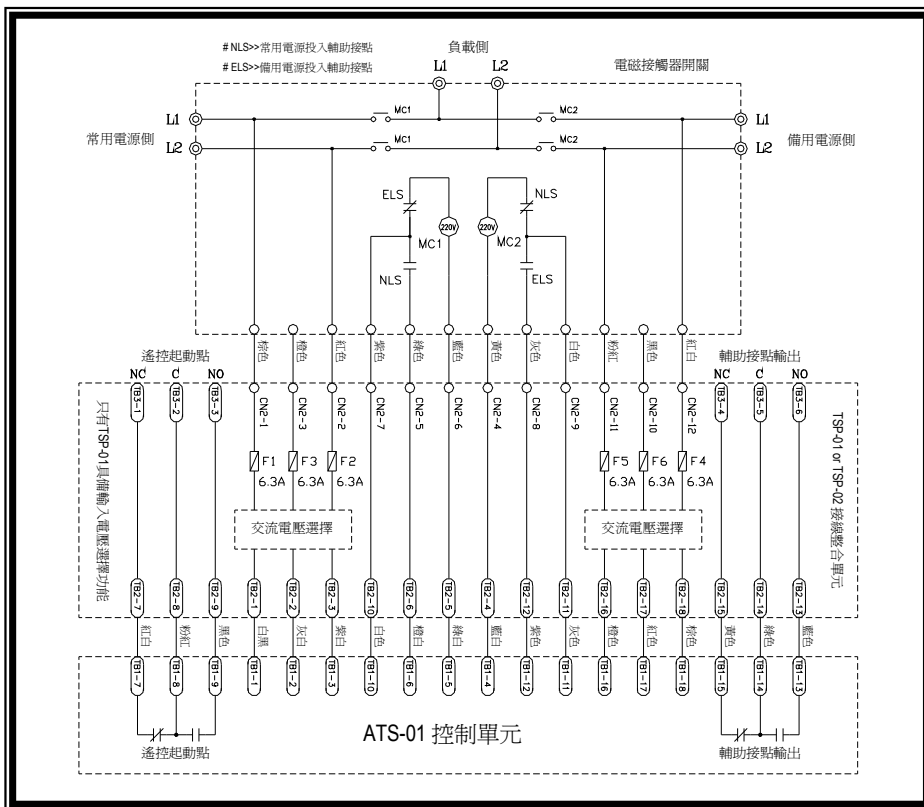 # NLS>>常用電源投入輔助接點
負載側
# ELS>>備用電源投入輔助接點
L1
L2
電磁接觸器開關
L1
MC1
MC2
L1
常用電源側
備用電源側
L2
MC1
MC2
L2
ELS
NLS
220V
220V
MC1
MC2
NLS
ELS
棕色
橙色
紅色
紫色
綠色
藍色
黃色
灰色
白色
粉紅
黑色
紅白
遙控起動點
輔助接點輸出
NC
C
NO
NC
C
NO
TB3-1
TB3-2
TB3-3
CN2-1
CN2-3
CN2-2
CN2-7
CN2-5
CN2-6
CN2-4
CN2-8
CN2-9
CN2-11
CN2-10
CN2-12
TB3-4
TB3-5
TB3-6
只有TSP-01具備輸入電壓選擇功能
TSP-01 or TSP-02 接線整合單元
F1
F3
F2
F5
F6
F4
6.3A
6.3A
6.3A
6.3A
6.3A
6.3A
交流電壓選擇
交流電壓選擇
TB2-7
TB2-8
TB2-9
TB2-1
TB2-2
TB2-3
TB2-10
TB2-6
TB2-5
TB2-4
TB2-12
TB2-11
TB2-16
TB2-17
TB2-18
TB2-15
TB2-14
TB2-13
紅白
粉紅
黑色
白黑
灰白
紫白
白色
橙白
綠白
藍白
紫色
灰色
橙色
紅色
棕色
黃色
綠色
藍色
TB1-7
TB1-8
TB1-9
TB1-1
TB1-2
TB1-3
TB1-10
TB1-6
TB1-5
TB1-4
TB1-12
TB1-11
TB1-16
TB1-17
TB1-18
TB1-15
TB1-14
TB1-13
ATS-01 控制單元
遙控起動點
輔助接點輸出